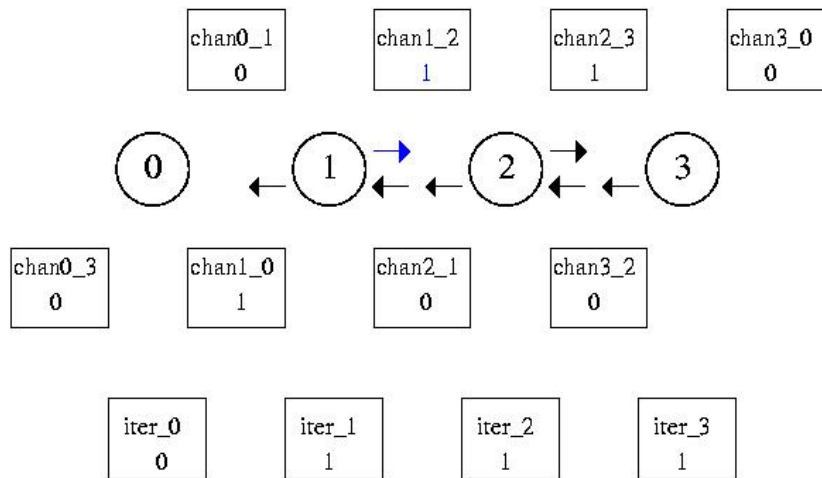 chan0_1
0
chan1_2
1
chan2_3
1
chan3_0
0
0
1
2
3
chan0_3
0
chan1_0
1
chan2_1
0
chan3_2
0
iter_0
0
iter_1
1
iter_2
1
iter_3
1